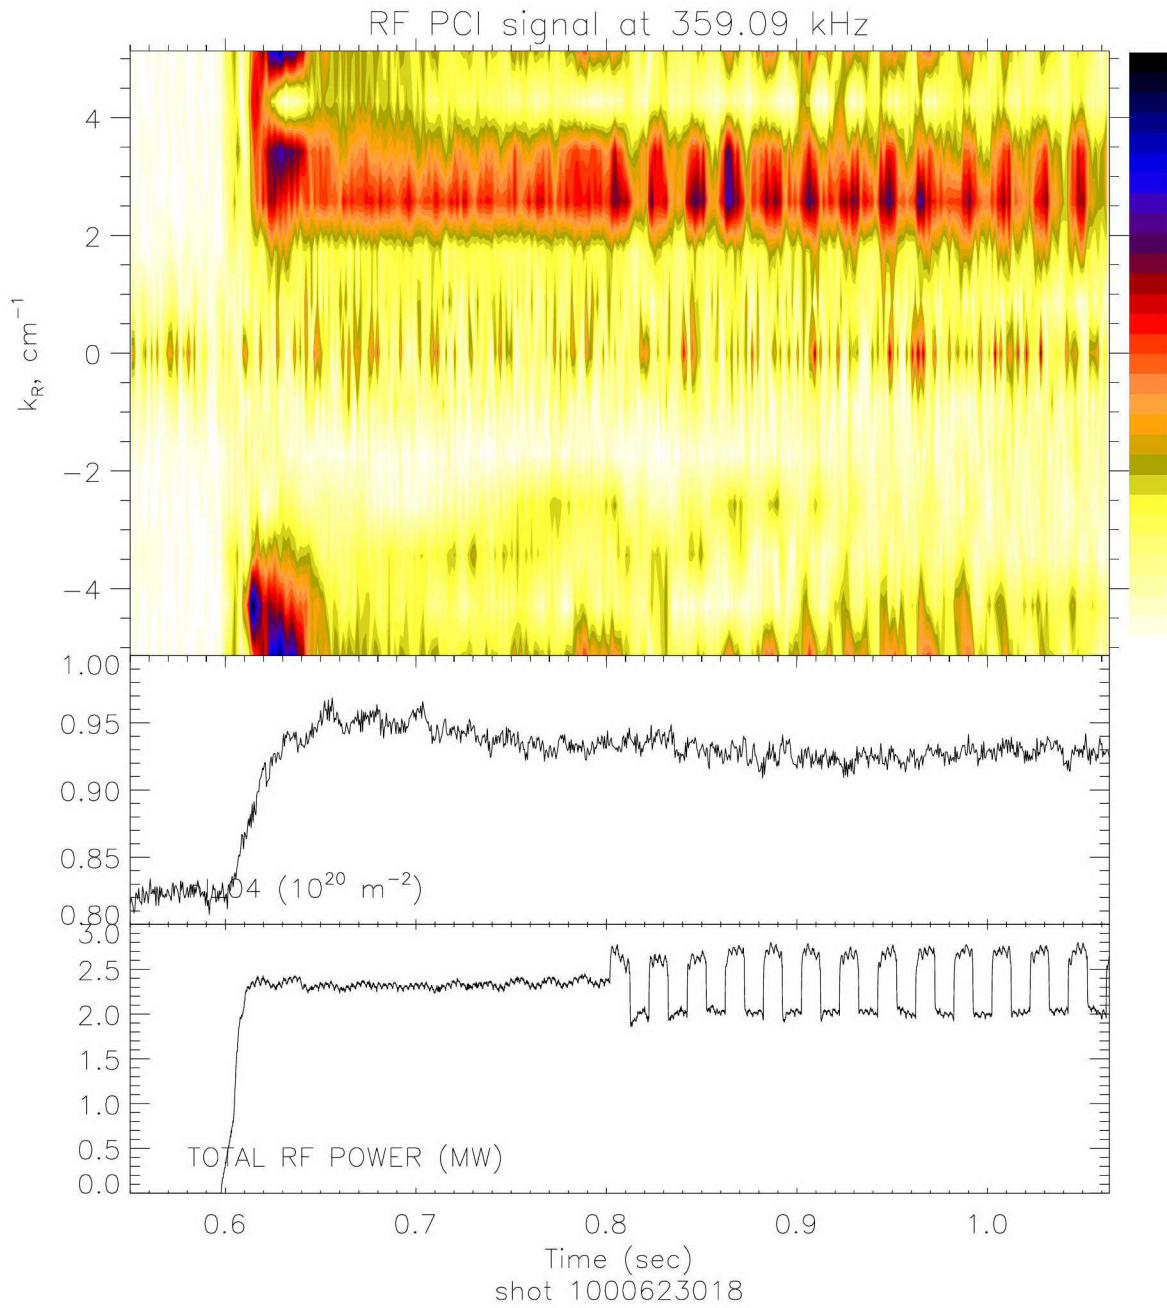 RF PCI signal at 359.09 kHz
4
2
0
−2
−4
k_R, cm⁻¹
1.00
0.95
0.90
0.85
0.80
04 (10²⁰ m⁻²)
3.0
2.5
2.0
1.5
1.0
0.5
0.0
TOTAL RF POWER (MW)
0.6 0.7 0.8 0.9 1.0
Time (sec)
shot 1000623018